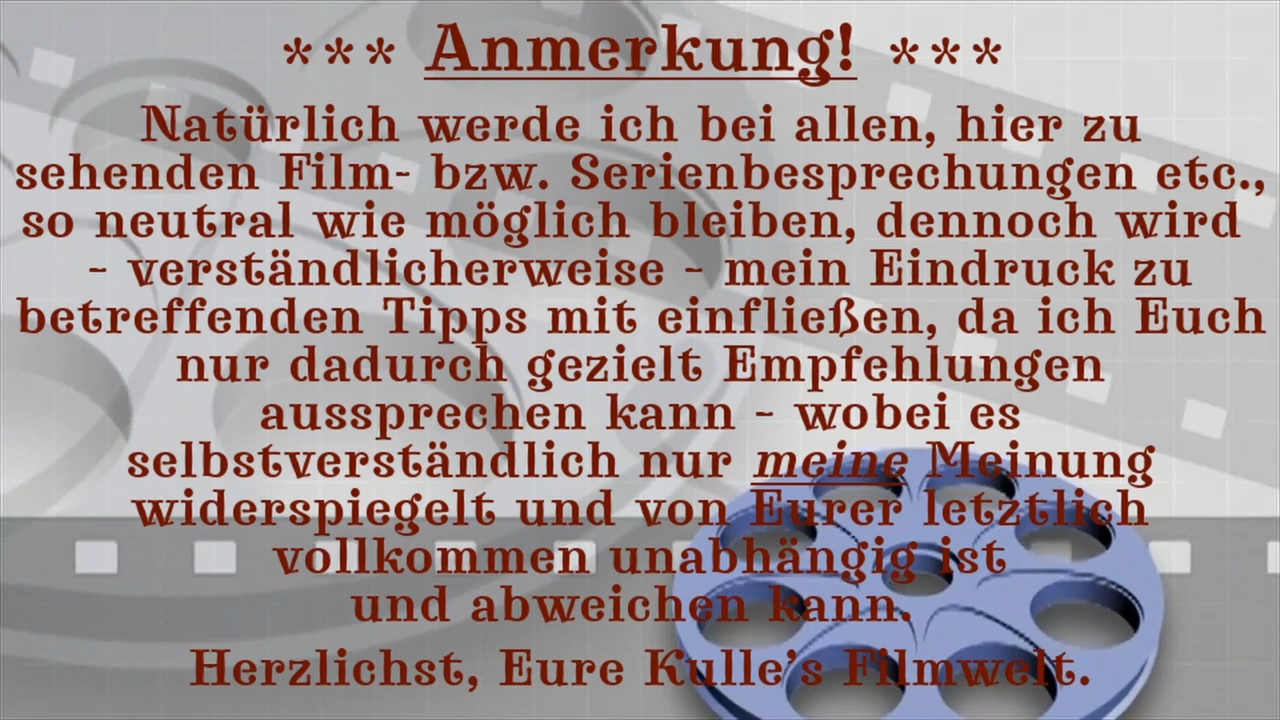 *** Anmerkung! ***
Natürlich werde ich bei allen, hier zu
sehenden Film- bzw. Serienbesprechungen etc.,
so neutral wie möglich bleiben, dennoch wird
- verständlicherweise - mein Eindruck zu
betreffenden Tipps mit einfließen, da ich Euch
nur dadurch gezielt Empfehlungen
aussprechen kann - wobei es
selbstverständlich nur meine Meinung
widerspiegelt und von Eurer letztlich
vollkommen unabhängig ist
und abweichen kann.
Herzlichst, Eure Kulle's Filmwelt.